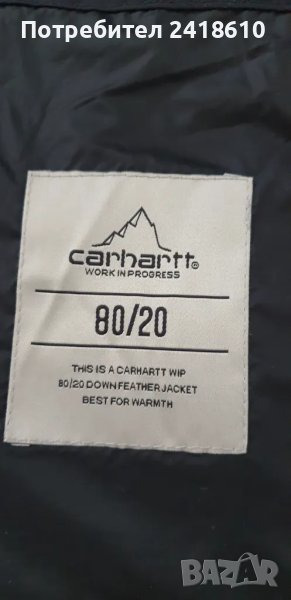 Потребител 2418610
carhartt®
WORK IN PROGRESS
80/20
THIS IS A CARHARTT WIP
80/20 DOWN FEATHER JACKET
BEST FOR WARMTH
BAZAR